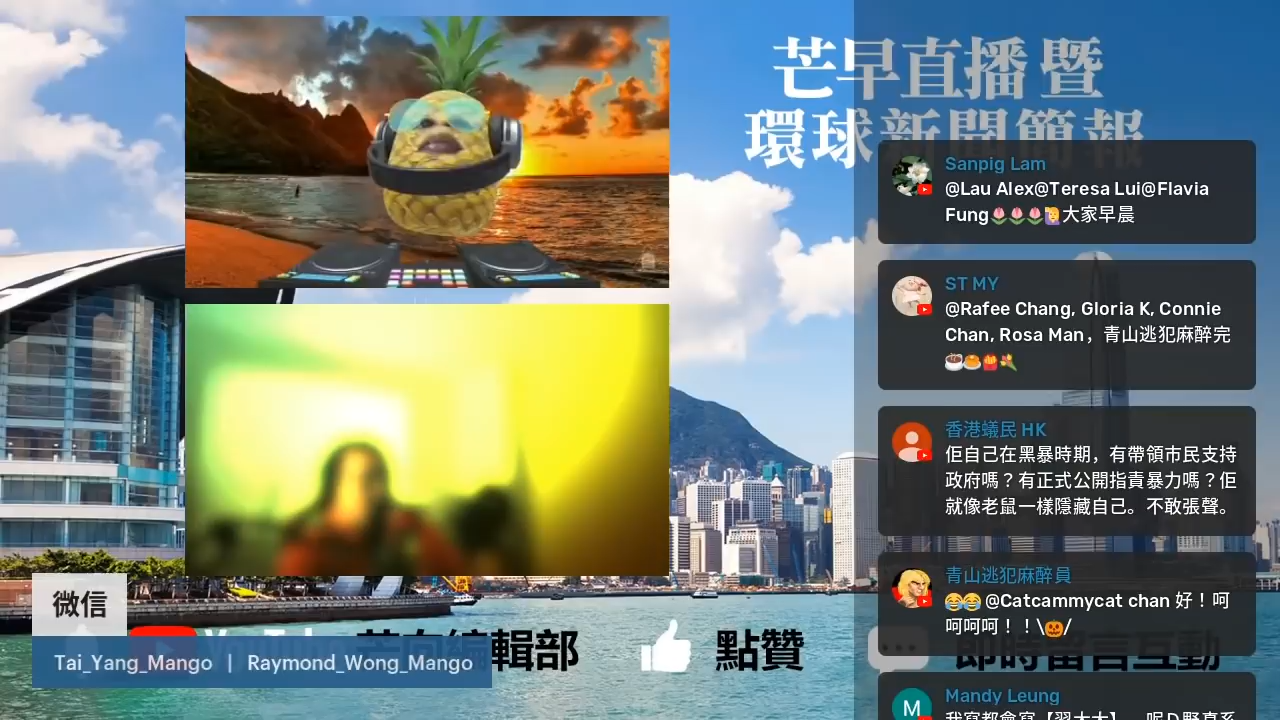 芒早直播暨
環球新聞簡報
Sanpig Lam
@Lau Alex@Teresa Lui@Flavia
Fung🌷🌷🌷🙋大家早晨
ST MY
@Rafee Chang, Gloria K, Connie
Chan, Rosa Man，青山逃犯麻醉完
香港蟻民 HK
佢自己在黑暴時期，有帶領市民支持
政府嗎？有正式公開指責暴力嗎？佢
就像老鼠一樣隱藏自己。不敢張聲。
青山逃犯麻醉員
😂😂 @Catcammycat chan 好！呵
呵呵呵！！\🎃/
M
Mandy Leung
微信
Tai_Yang_Mango | Raymond_Wong_Mango
輯部
點贊
即時留言互動